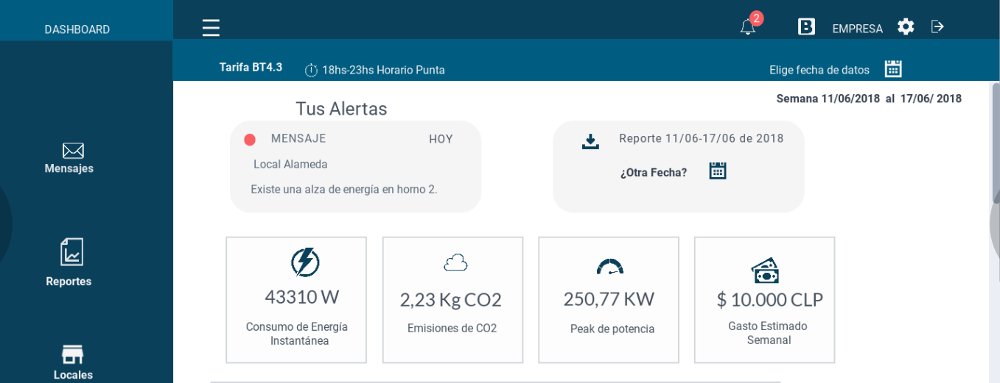 DASHBOARD
2
B
EMPRESA
Tarifa BT4.3
18hs-23hs Horario Punta
Elige fecha de datos
Semana 11/06/2018 al 17/06/ 2018
Tus Alertas
MENSAJE
HOY
Local Alameda
Existe una alza de energía en horno 2.
Reporte 11/06-17/06 de 2018
¿Otra Fecha?
Mensajes
Reportes
Locales
43310 W
Consumo de Energía
Instantánea
2,23 Kg CO2
Emisiones de CO2
250,77 KW
Peak de potencia
$ 10.000 CLP
Gasto Estimado
Semanal